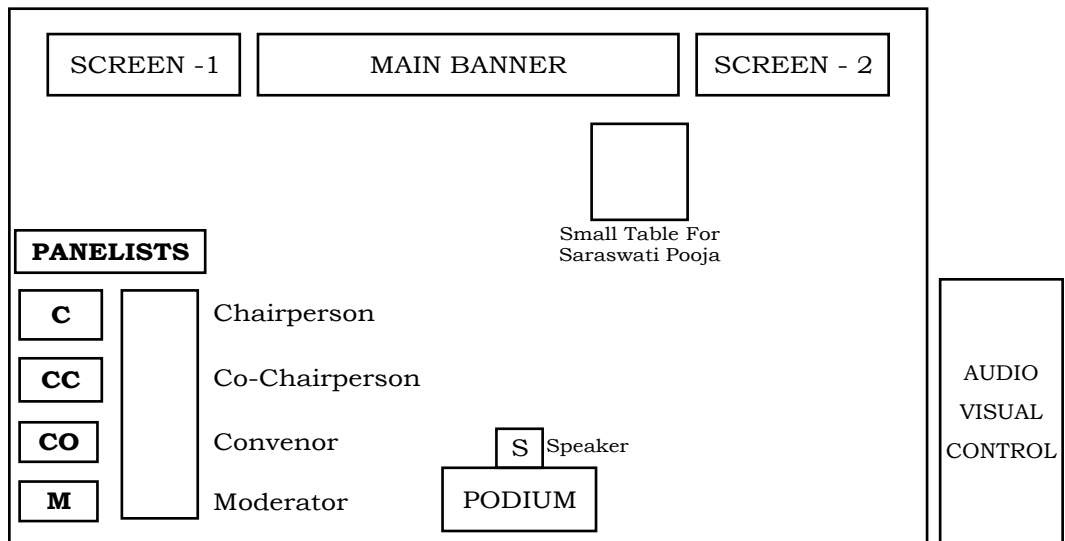 SCREEN -1
MAIN BANNER
SCREEN - 2
Small Table For
Saraswati Pooja
PANELISTS
C
Chairperson
CC
Co-Chairperson
CO
Convenor
M
Moderator
S
Speaker
PODIUM
AUDIO
VISUAL
CONTROL